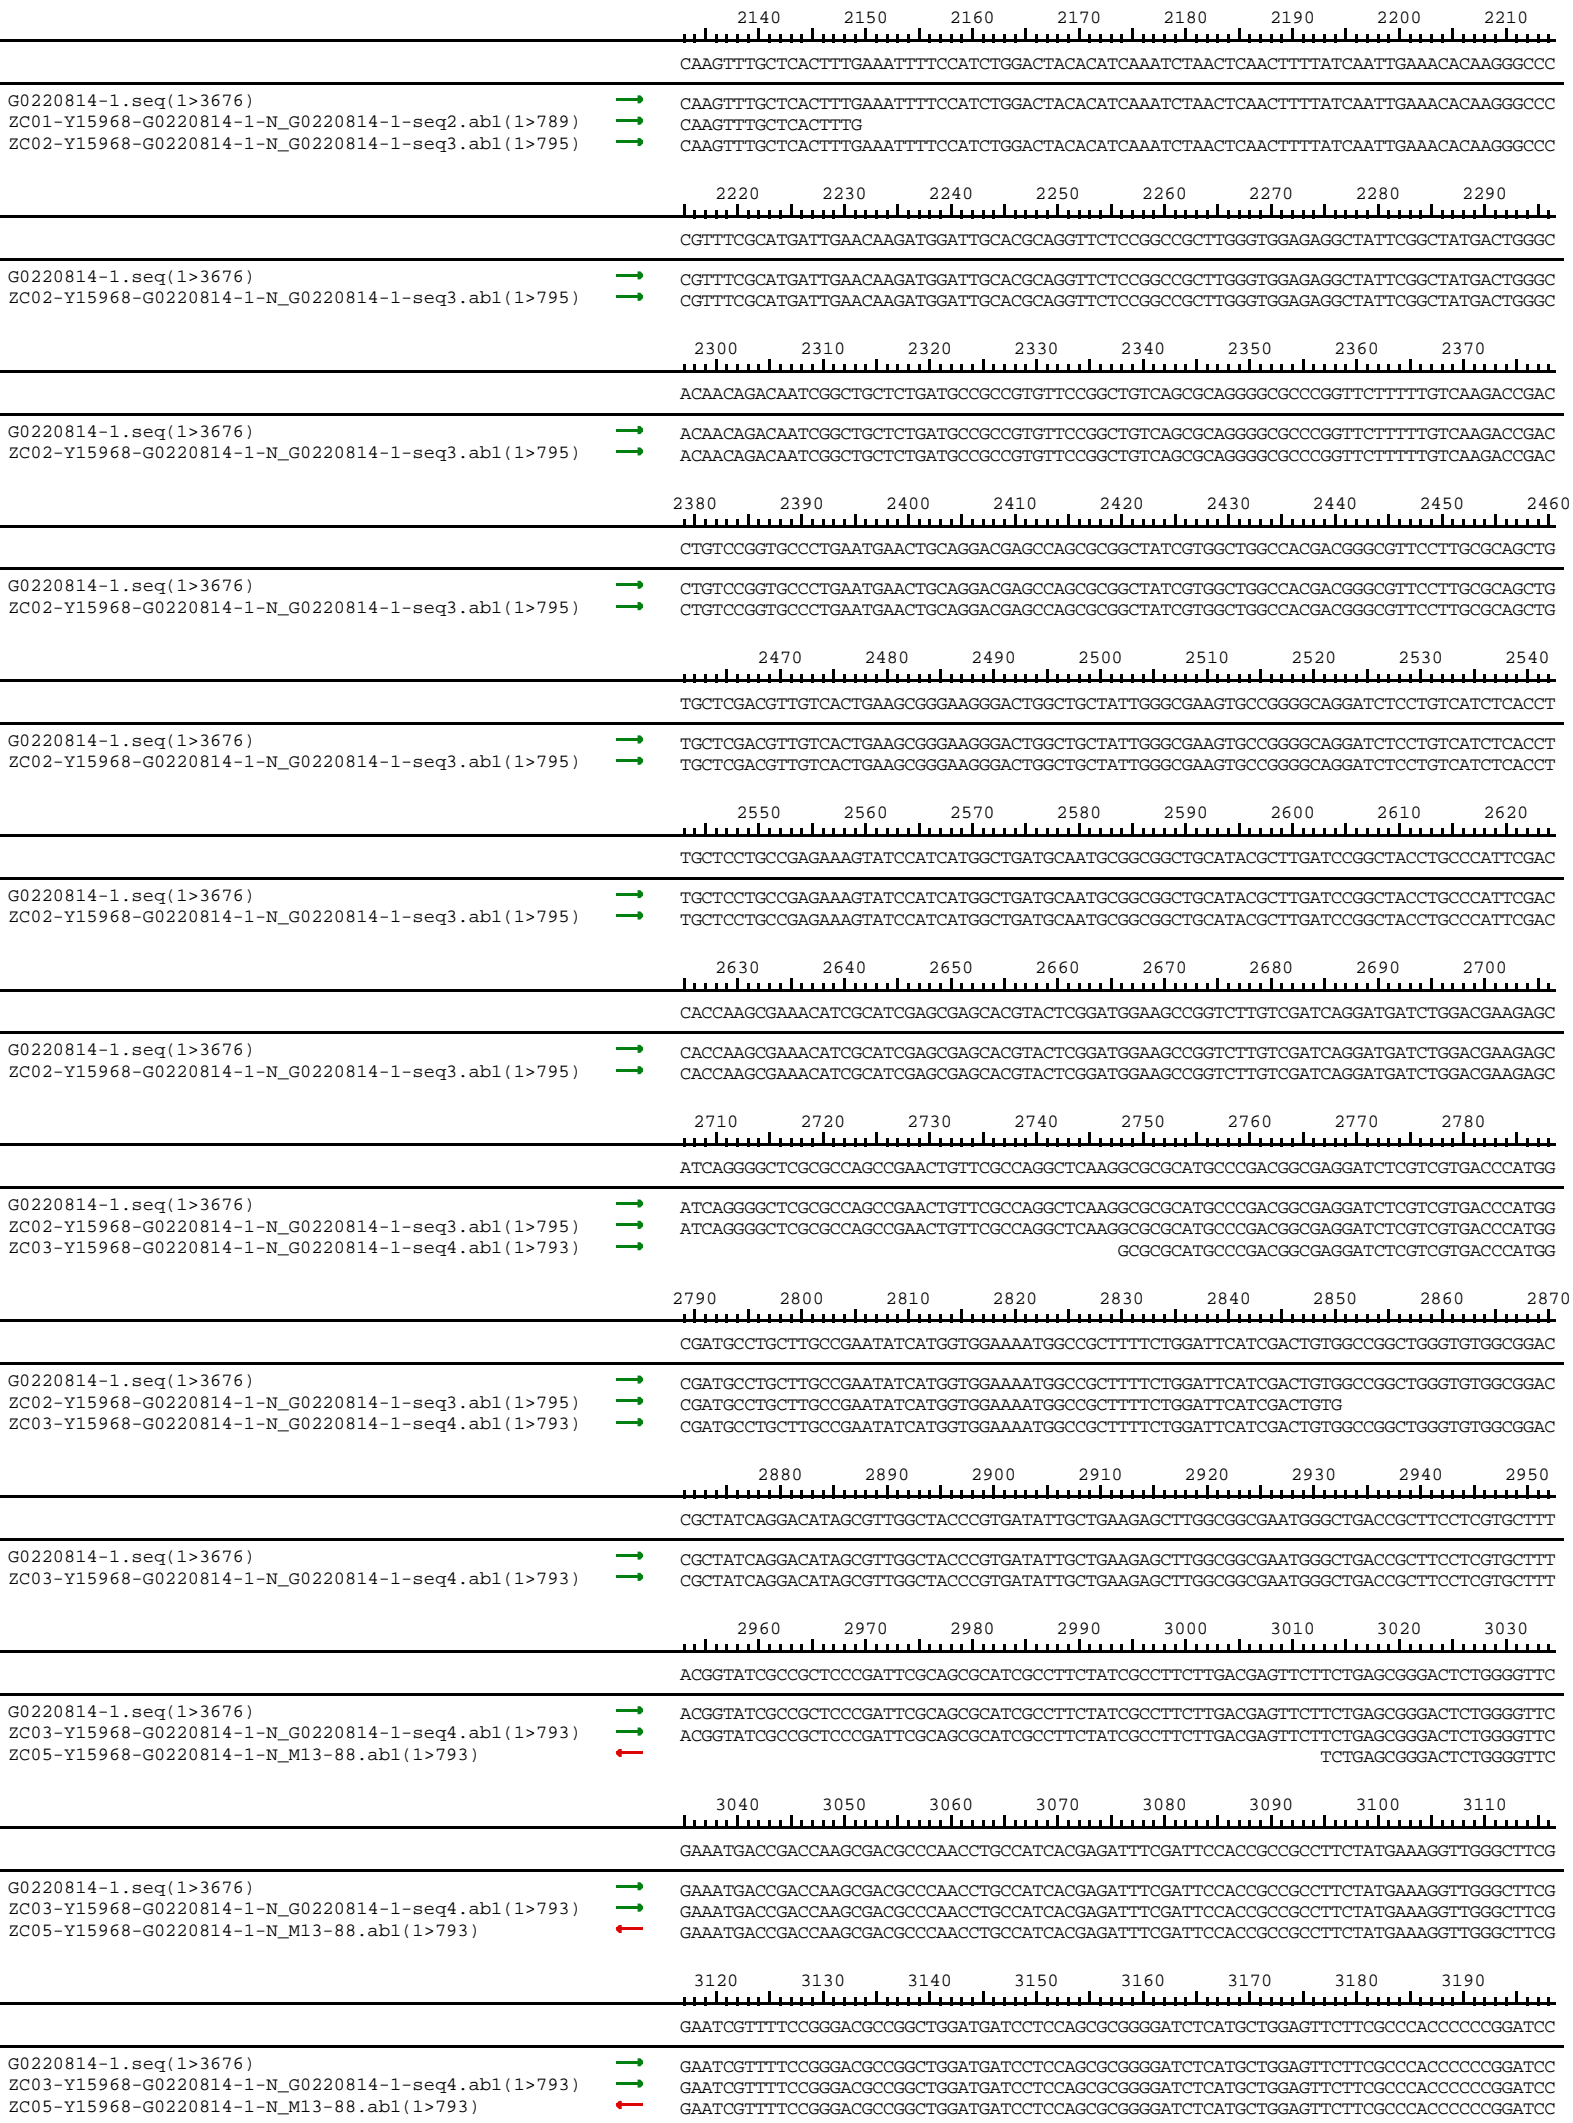 2140 2150 2160 2170 2180 2190 2200 2210
CAAGTTTGCTCACTTTGAAATTTTCCATCTGGACTACACATCAAATCTAACTCAACTTTTATCAATTGAAACACAAGGGCCC
G0220814-1.seq(1>3676) CAAGTTTGCTCACTTTGAAATTTTCCATCTGGACTACACATCAAATCTAACTCAACTTTTATCAATTGAAACACAAGGGCCC
ZC01-Y15968-G0220814-1-N_G0220814-1-seq2.ab1(1>789) CAAGTTTGCTCACTTTG
ZC02-Y15968-G0220814-1-N_G0220814-1-seq3.ab1(1>795) CAAGTTTGCTCACTTTGAAATTTTCCATCTGGACTACACATCAAATCTAACTCAACTTTTATCAATTGAAACACAAGGGCCC
2220 2230 2240 2250 2260 2270 2280 2290
CGTTTCGCATGATTGAACAAGATGGATTGCACGCAGGTTCTCCGGCCGCTTGGGTGGAGAGGCTATTCGGCTATGACTGGGC
G0220814-1.seq(1>3676) CGTTTCGCATGATTGAACAAGATGGATTGCACGCAGGTTCTCCGGCCGCTTGGGTGGAGAGGCTATTCGGCTATGACTGGGC
ZC02-Y15968-G0220814-1-N_G0220814-1-seq3.ab1(1>795) CGTTTCGCATGATTGAACAAGATGGATTGCACGCAGGTTCTCCGGCCGCTTGGGTGGAGAGGCTATTCGGCTATGACTGGGC
2300 2310 2320 2330 2340 2350 2360 2370
ACAACAGACAATCGGCTGCTCTGATGCCGCCGTGTTCCGGCTGTCAGCGCAGGGGCGCCCGGTTCTTTTTGTCAAGACCGAC
G0220814-1.seq(1>3676) ACAACAGACAATCGGCTGCTCTGATGCCGCCGTGTTCCGGCTGTCAGCGCAGGGGCGCCCGGTTCTTTTTGTCAAGACCGAC
ZC02-Y15968-G0220814-1-N_G0220814-1-seq3.ab1(1>795) ACAACAGACAATCGGCTGCTCTGATGCCGCCGTGTTCCGGCTGTCAGCGCAGGGGCGCCCGGTTCTTTTTGTCAAGACCGAC
2380 2390 2400 2410 2420 2430 2440 2450 2460
CTGTCCGGTGCCCTGAATGAACTGCAGGACGAGCCAGCGCGGCTATCGTGGCTGGCCACGACGGGCGTTCCTTGCGCAGCTG
G0220814-1.seq(1>3676) CTGTCCGGTGCCCTGAATGAACTGCAGGACGAGCCAGCGCGGCTATCGTGGCTGGCCACGACGGGCGTTCCTTGCGCAGCTG
ZC02-Y15968-G0220814-1-N_G0220814-1-seq3.ab1(1>795) CTGTCCGGTGCCCTGAATGAACTGCAGGACGAGCCAGCGCGGCTATCGTGGCTGGCCACGACGGGCGTTCCTTGCGCAGCTG
2470 2480 2490 2500 2510 2520 2530 2540
TGCTCGACGTTGTCACTGAAGCGGGAAGGGACTGGCTGCTATTGGGCGAAGTGCCGGGGCAGGATCTCCTGTCATCTCACCT
G0220814-1.seq(1>3676) TGCTCGACGTTGTCACTGAAGCGGGAAGGGACTGGCTGCTATTGGGCGAAGTGCCGGGGCAGGATCTCCTGTCATCTCACCT
ZC02-Y15968-G0220814-1-N_G0220814-1-seq3.ab1(1>795) TGCTCGACGTTGTCACTGAAGCGGGAAGGGACTGGCTGCTATTGGGCGAAGTGCCGGGGCAGGATCTCCTGTCATCTCACCT
2550 2560 2570 2580 2590 2600 2610 2620
TGCTCCTGCCGAGAAAGTATCCATCATGGCTGATGCAATGCGGCGGCTGCATACGCTTGATCCGGCTACCTGCCCATTCGAC
G0220814-1.seq(1>3676) TGCTCCTGCCGAGAAAGTATCCATCATGGCTGATGCAATGCGGCGGCTGCATACGCTTGATCCGGCTACCTGCCCATTCGAC
ZC02-Y15968-G0220814-1-N_G0220814-1-seq3.ab1(1>795) TGCTCCTGCCGAGAAAGTATCCATCATGGCTGATGCAATGCGGCGGCTGCATACGCTTGATCCGGCTACCTGCCCATTCGAC
2630 2640 2650 2660 2670 2680 2690 2700
CACCAAGCGAAACATCGCATCGAGCGAGCACGTACTCGGATGGAAGCCGGTCTTGTCGATCAGGATGATCTGGACGAAGAGC
G0220814-1.seq(1>3676) CACCAAGCGAAACATCGCATCGAGCGAGCACGTACTCGGATGGAAGCCGGTCTTGTCGATCAGGATGATCTGGACGAAGAGC
ZC02-Y15968-G0220814-1-N_G0220814-1-seq3.ab1(1>795) CACCAAGCGAAACATCGCATCGAGCGAGCACGTACTCGGATGGAAGCCGGTCTTGTCGATCAGGATGATCTGGACGAAGAGC
2710 2720 2730 2740 2750 2760 2770 2780
ATCAGGGGCTCGCGCCAGCCGAACTGTTCGCCAGGCTCAAGGCGCGCATGCCCGACGGCGAGGATCTCGTCGTGACCCATGG
G0220814-1.seq(1>3676) ATCAGGGGCTCGCGCCAGCCGAACTGTTCGCCAGGCTCAAGGCGCGCATGCCCGACGGCGAGGATCTCGTCGTGACCCATGG
ZC02-Y15968-G0220814-1-N_G0220814-1-seq3.ab1(1>795) ATCAGGGGCTCGCGCCAGCCGAACTGTTCGCCAGGCTCAAGGCGCGCATGCCCGACGGCGAGGATCTCGTCGTGACCCATGG
ZC03-Y15968-G0220814-1-N_G0220814-1-seq4.ab1(1>793) GCGCGCATGCCCGACGGCGAGGATCTCGTCGTGACCCATGG
2790 2800 2810 2820 2830 2840 2850 2860 2870
CGATGCCTGCTTGCCGAATATCATGGTGGAAAATGGCCGCTTTTCTGGATTCATCGACTGTGGCCGGCTGGGTGTGGCGGAC
G0220814-1.seq(1>3676) CGATGCCTGCTTGCCGAATATCATGGTGGAAAATGGCCGCTTTTCTGGATTCATCGACTGTGGCCGGCTGGGTGTGGCGGAC
ZC02-Y15968-G0220814-1-N_G0220814-1-seq3.ab1(1>795) CGATGCCTGCTTGCCGAATATCATGGTGGAAAATGGCCGCTTTTCTGGATTCATCGACTGTG
ZC03-Y15968-G0220814-1-N_G0220814-1-seq4.ab1(1>793) CGATGCCTGCTTGCCGAATATCATGGTGGAAAATGGCCGCTTTTCTGGATTCATCGACTGTGGCCGGCTGGGTGTGGCGGAC
2880 2890 2900 2910 2920 2930 2940 2950
CGCTATCAGGACATAGCGTTGGCTACCCGTGATATTGCTGAAGAGCTTGGCGGCGAATGGGCTGACCGCTTCCTCGTGCTTT
G0220814-1.seq(1>3676) CGCTATCAGGACATAGCGTTGGCTACCCGTGATATTGCTGAAGAGCTTGGCGGCGAATGGGCTGACCGCTTCCTCGTGCTTT
ZC03-Y15968-G0220814-1-N_G0220814-1-seq4.ab1(1>793) CGCTATCAGGACATAGCGTTGGCTACCCGTGATATTGCTGAAGAGCTTGGCGGCGAATGGGCTGACCGCTTCCTCGTGCTTT
2960 2970 2980 2990 3000 3010 3020 3030
ACGGTATCGCCGCTCCCGATTCGCAGCGCATCGCCTTCTATCGCCTTCTTGACGAGTTCTTCTGAGCGGGACTCTGGGGTTC
G0220814-1.seq(1>3676) ACGGTATCGCCGCTCCCGATTCGCAGCGCATCGCCTTCTATCGCCTTCTTGACGAGTTCTTCTGAGCGGGACTCTGGGGTTC
ZC03-Y15968-G0220814-1-N_G0220814-1-seq4.ab1(1>793) ACGGTATCGCCGCTCCCGATTCGCAGCGCATCGCCTTCTATCGCCTTCTTGACGAGTTCTTCTGAGCGGGACTCTGGGGTTC
ZC05-Y15968-G0220814-1-N_M13-88.ab1(1>793) TCTGAGCGGGACTCTGGGGTTC
3040 3050 3060 3070 3080 3090 3100 3110
GAAATGACCGACCAAGCGACGCCCAACCTGCCATCACGAGATTTCGATTCCACCGCCGCCTTCTATGAAAGGTTGGGCTTCG
G0220814-1.seq(1>3676) GAAATGACCGACCAAGCGACGCCCAACCTGCCATCACGAGATTTCGATTCCACCGCCGCCTTCTATGAAAGGTTGGGCTTCG
ZC03-Y15968-G0220814-1-N_G0220814-1-seq4.ab1(1>793) GAAATGACCGACCAAGCGACGCCCAACCTGCCATCACGAGATTTCGATTCCACCGCCGCCTTCTATGAAAGGTTGGGCTTCG
ZC05-Y15968-G0220814-1-N_M13-88.ab1(1>793) GAAATGACCGACCAAGCGACGCCCAACCTGCCATCACGAGATTTCGATTCCACCGCCGCCTTCTATGAAAGGTTGGGCTTCG
3120 3130 3140 3150 3160 3170 3180 3190
GAATCGTTTTCCGGGACGCCGGCTGGATGATCCTCCAGCGCGGGGATCTCATGCTGGAGTTCTTCGCCCACCCCCCCGGATCC
G0220814-1.seq(1>3676) GAATCGTTTTCCGGGACGCCGGCTGGATGATCCTCCAGCGCGGGGATCTCATGCTGGAGTTCTTCGCCCACCCCCCCGGATCC
ZC03-Y15968-G0220814-1-N_G0220814-1-seq4.ab1(1>793) GAATCGTTTTCCGGGACGCCGGCTGGATGATCCTCCAGCGCGGGGATCTCATGCTGGAGTTCTTCGCCCACCCCCCCGGATCC
ZC05-Y15968-G0220814-1-N_M13-88.ab1(1>793) GAATCGTTTTCCGGGACGCCGGCTGGATGATCCTCCAGCGCGGGGATCTCATGCTGGAGTTCTTCGCCCACCCCCCCGGATCC